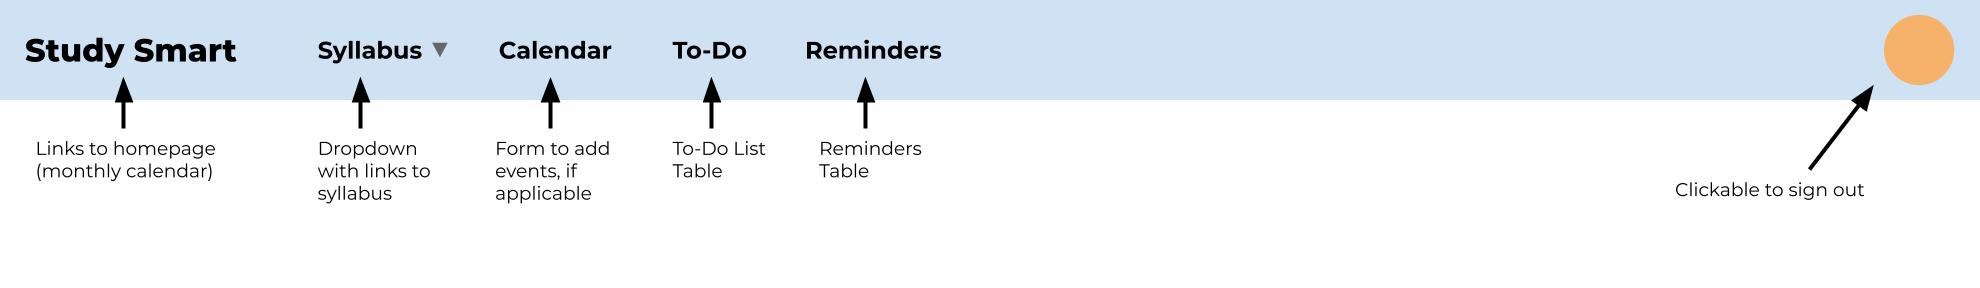 Study Smart
Syllabus
Calendar
To-Do
Reminders
Links to homepage
(monthly calendar)
Dropdown
with links to
syllabus
Form to add
events, if
applicable
To-Do List
Table
Reminders
Table
Clickable to sign out